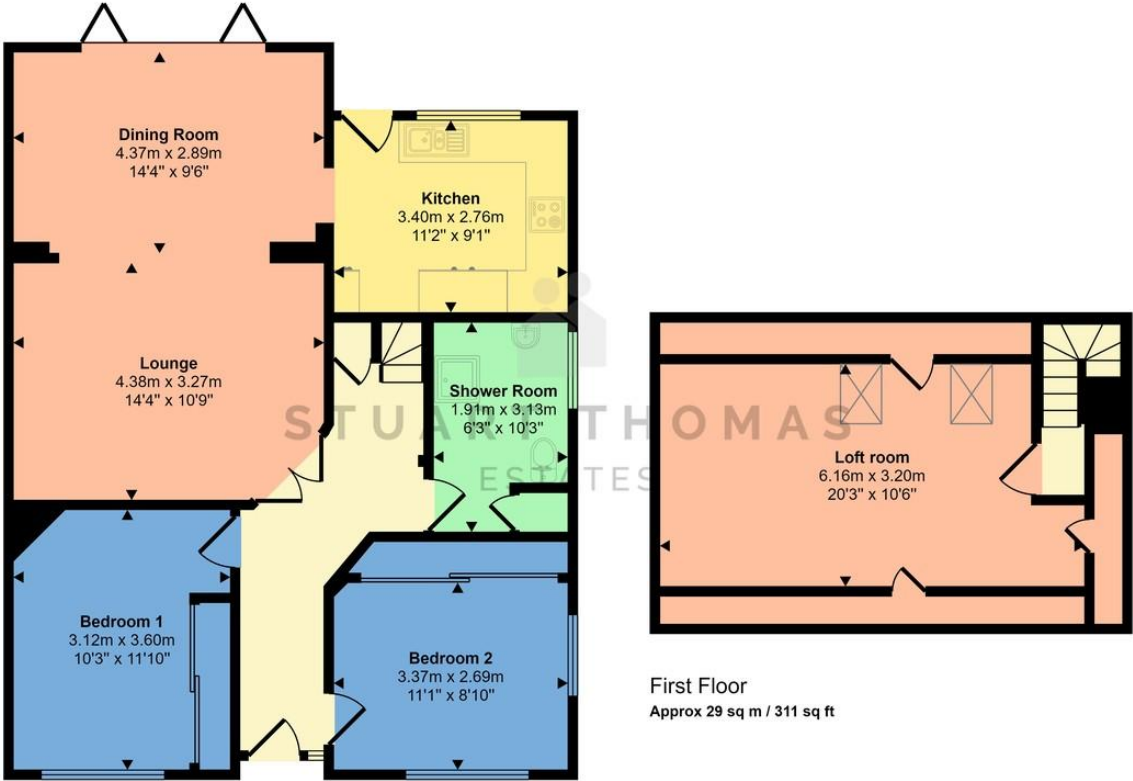 Dining Room
4.37m x 2.89m
14'4" x 9'6"
Kitchen
3.40m x 2.76m
11'2" x 9'1"
Lounge
4.38m x 3.27m
14'4" x 10'9"
Shower Room
1.91m x 3.13m
6'3" x 10'3"
STUART THOMAS
ESTATES
Bedroom 1
3.12m x 3.60m
10'3" x 11'10"
Bedroom 2
3.37m x 2.69m
11'1" x 8'10"
Loft room
6.16m x 3.20m
20'3" x 10'6"
First Floor
Approx 29 sq m / 311 sq ft